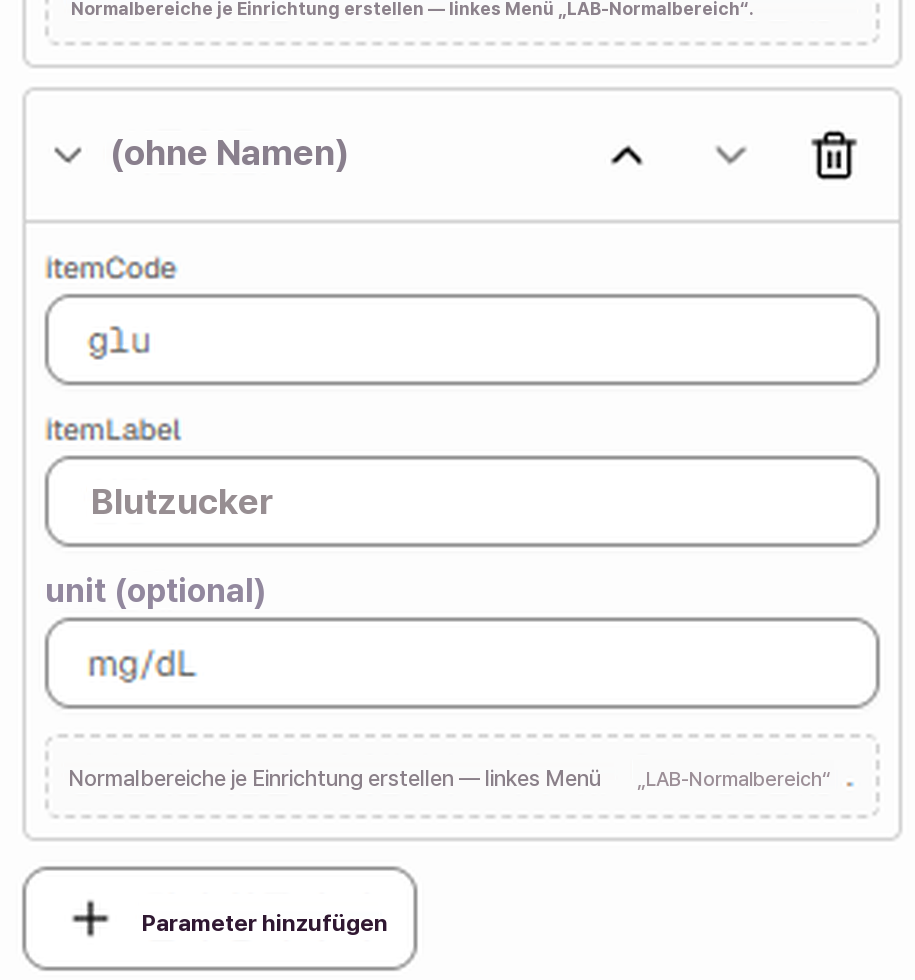 Normalbereiche je Einrichtung erstellen — linkes Menü „LAB-Normalbereich“.
(ohne Namen)
itemCode
glu
itemLabel
Blutzucker
unit (optional)
mg/dL
Normalbereiche je Einrichtung erstellen — linkes Menü „LAB-Normalbereich“ .
Parameter hinzufügen